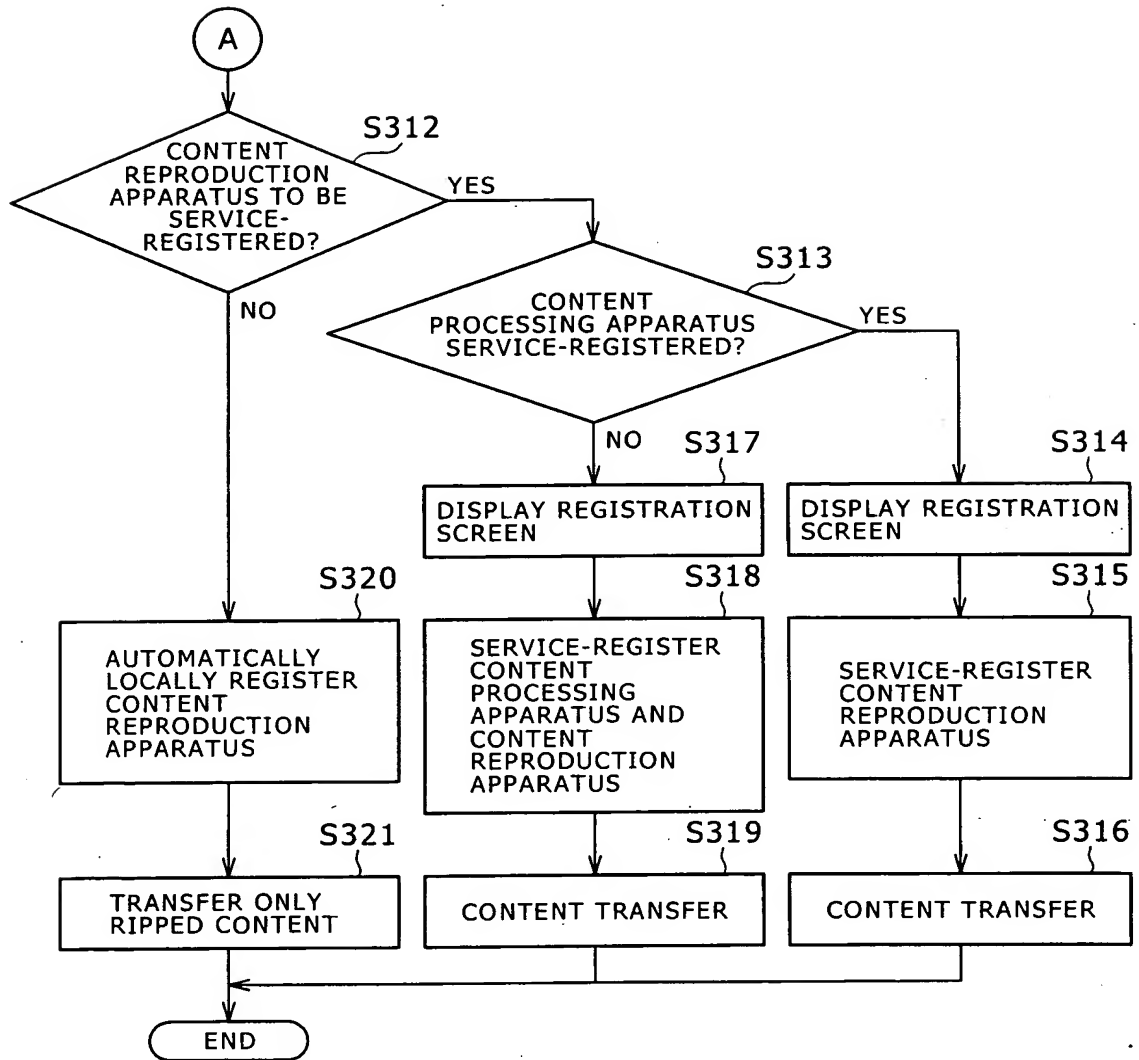 A
S312
CONTENT
REPRODUCTION
APPARATUS TO BE
SERVICE-
REGISTERED?
YES
NO
S313
CONTENT
PROCESSING APPARATUS
SERVICE-REGISTERED?
YES
NO
S317
DISPLAY REGISTRATION
SCREEN
S314
DISPLAY REGISTRATION
SCREEN
S320
AUTOMATICALLY
LOCALLY REGISTER
CONTENT
REPRODUCTION
APPARATUS
S318
SERVICE-REGISTER
CONTENT
PROCESSING
APPARATUS AND
CONTENT
REPRODUCTION
APPARATUS
S315
SERVICE-REGISTER
CONTENT
REPRODUCTION
APPARATUS
S321
TRANSFER ONLY
RIPPED CONTENT
S319
CONTENT TRANSFER
S316
CONTENT TRANSFER
END